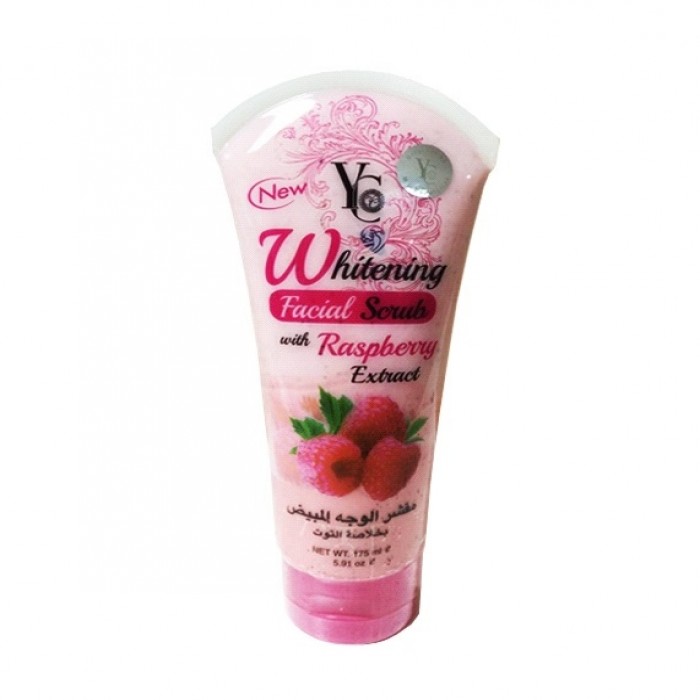 New
YC
YC
Whitening
Facial Scrub
with Raspberry
Extract
مقشر الوجه المبيض
بخلاصة التوت
NET WT. 175 ml e
5.91 oz e